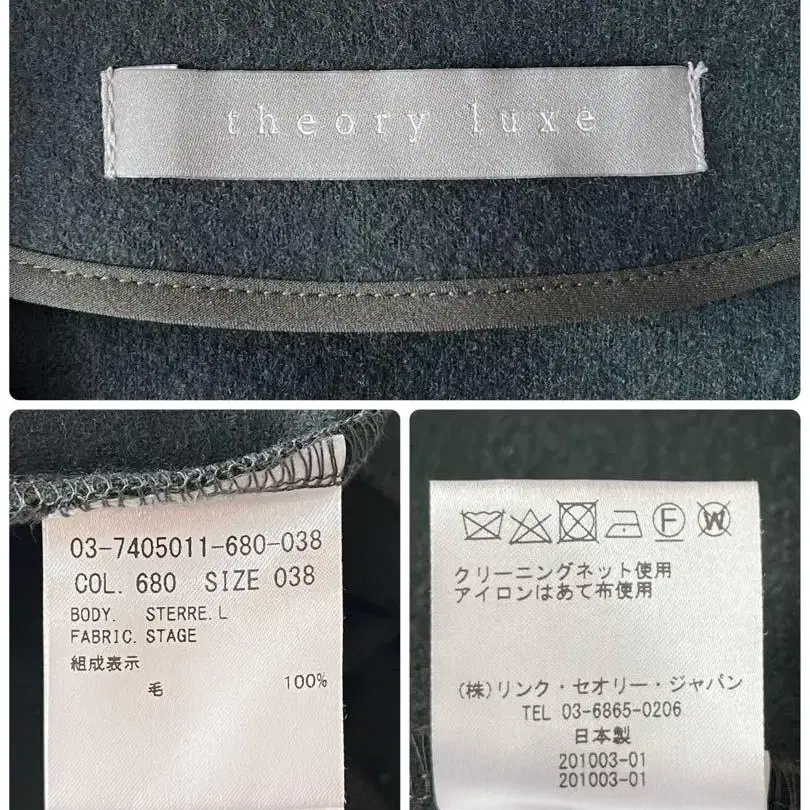 theory luxe
03-7405011-680-038
COL. 680 SIZE 038
BODY. STERRE.L
FABRIC. STAGE
組成表示
毛 100%
F W
クリーニングネット使用
アイロンはあて布使用
(株)リンク・セオリー・ジャパン
TEL 03-6865-0206
日本製
201003-01
201003-01